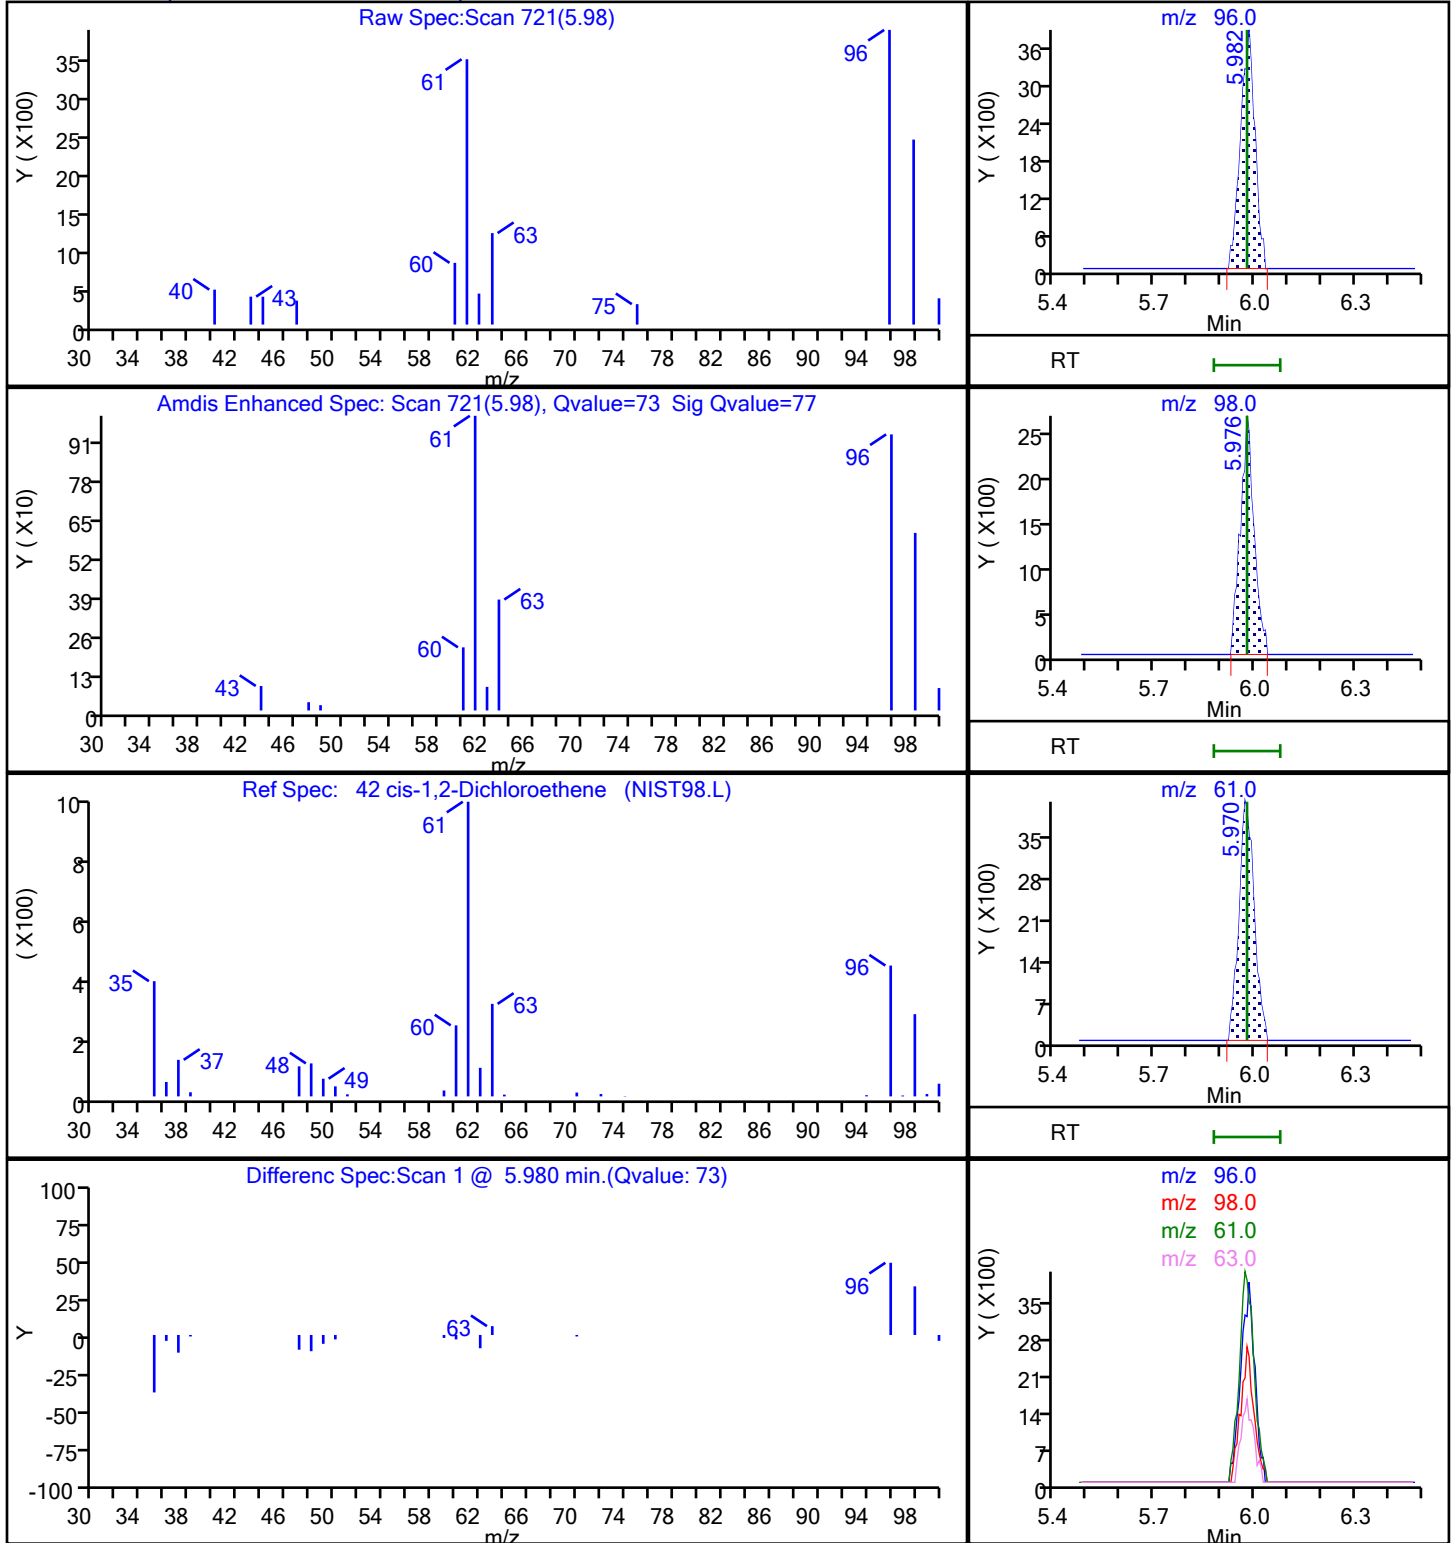 Raw Spec:Scan 721(5.98)
Y ( X100)
35
30
25
20
15
10
5
0
96
61
63
60
40
43
75
30 34 38 42 46 50 54 58 62 66 70 74 78 82 86 90 94 98
m/z
m/z 96.0
Y ( X100)
36
30
24
18
12
6
0
5.982
5.4 5.7 6.0 6.3
Min
RT
Amdis Enhanced Spec: Scan 721(5.98), Qvalue=73 Sig Qvalue=77
Y ( X10)
91
78
65
52
39
26
13
0
61
96
63
60
43
30 34 38 42 46 50 54 58 62 66 70 74 78 82 86 90 94 98
m/z
m/z 98.0
Y ( X100)
25
20
15
10
5
0
5.976
5.4 5.7 6.0 6.3
Min
RT
Ref Spec: 42 cis-1,2-Dichloroethene (NIST98.L)
( X100)
10
8
6
4
2
0
61
96
35
63
60
37
48
49
30 34 38 42 46 50 54 58 62 66 70 74 78 82 86 90 94 98
m/z 61.0
Y ( X100)
35
28
21
14
7
0
5.970
5.4 5.7 6.0 6.3
Min
RT
Differenc Spec:Scan 1 @ 5.980 min.(Qvalue: 73)
Y
100
75
50
25
0
-25
-50
-75
-100
96
63
30 34 38 42 46 50 54 58 62 66 70 74 78 82 86 90 94 98
m/z
m/z 96.0
m/z 98.0
m/z 61.0
m/z 63.0
Y ( X100)
35
28
21
14
7
0
5.4 5.7 6.0 6.3
Min